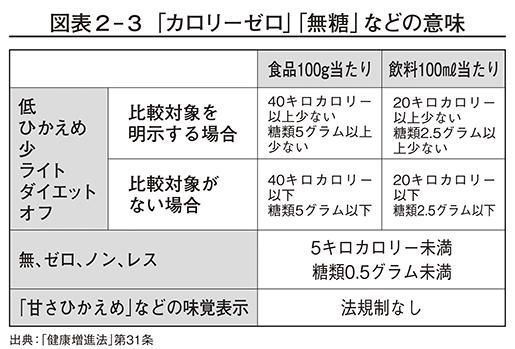 図表2−3 「カロリーゼロ」「無糖」などの意味
食品100g当たり
飲料100㎖当たり
低
ひかえめ
少
ライト
ダイエット
オフ
比較対象を
明示する場合
40キロカロリー
以上少ない
糖類5グラム以上
少ない
20キロカロリー
以上少ない
糖類2.5グラム以上
少ない
比較対象が
ない場合
40キロカロリー
以下
糖類5グラム以下
20キロカロリー
以下
糖類2.5グラム以下
無、ゼロ、ノン、レス
5キロカロリー未満
糖類0.5グラム未満
「甘さひかえめ」などの味覚表示
法規制なし
出典：「健康増進法」第31条